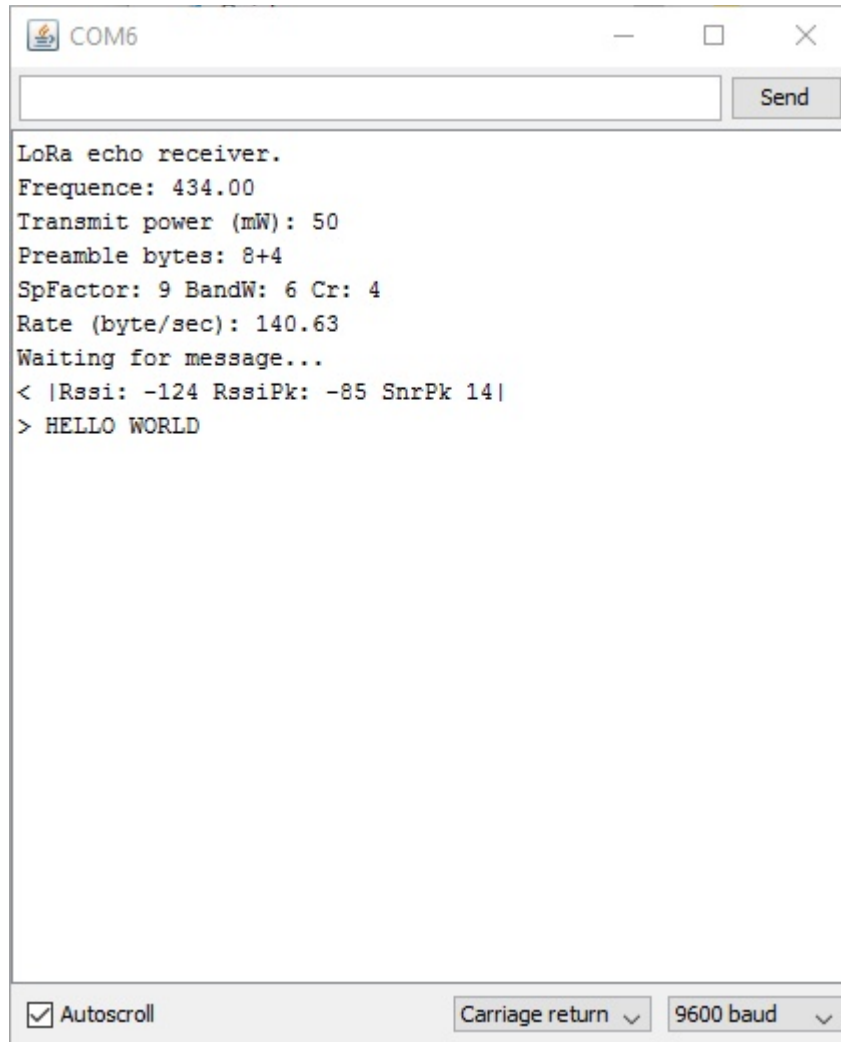 COM6
Send
LoRa echo receiver.
Frequence: 434.00
Transmit power (mW): 50
Preamble bytes: 8+4
SpFactor: 9 BandW: 6 Cr: 4
Rate (byte/sec): 140.63
Waiting for message...
< |Rssi: -124 RssiPk: -85 SnrPk 14|
> HELLO WORLD
Autoscroll Carriage return 9600 baud